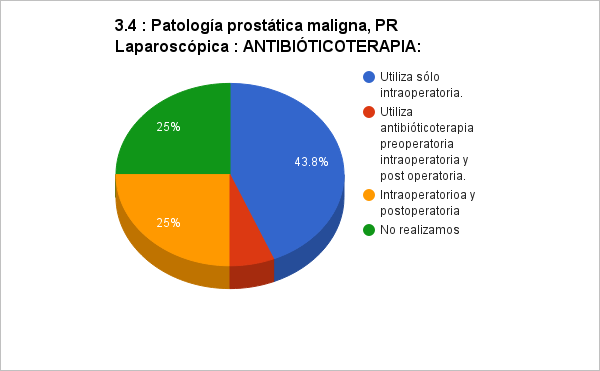 3.4 : Patología prostática maligna, PR
Laparoscópica : ANTIBIÓTICOTERAPIA:
Utiliza sólo
intraoperatoria.
Utiliza
antibióticoterapia
preoperatoria
intraoperatoria y
post operatoria.
Intraoperatorioa y
postoperatoria
No realizamos
25%
43.8%
25%